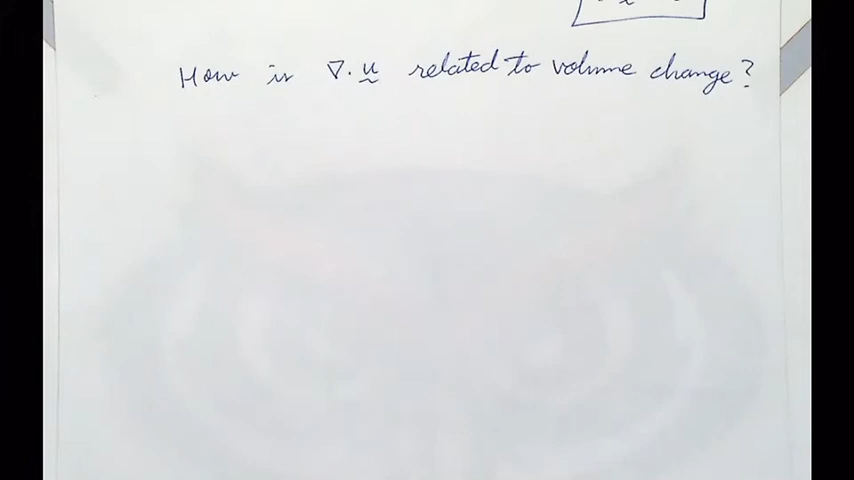 How is ∇. u related to volume change?